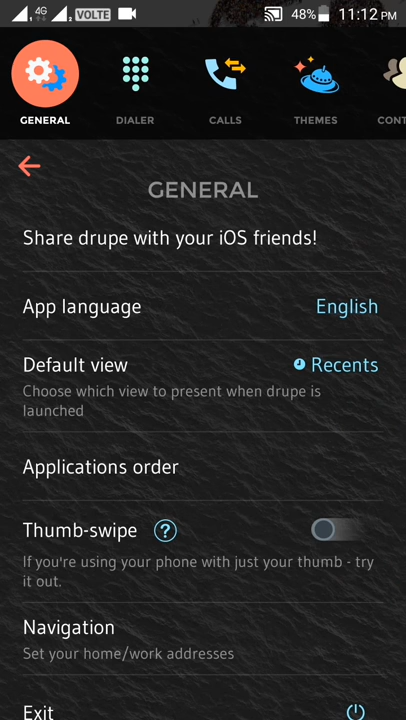 4G VOLTE 48% 11:12 PM
GENERAL DIALER CALLS THEMES CONT
GENERAL
Share drupe with your iOS friends!
App language English
Default view Recents
Choose which view to present when drupe is
launched
Applications order
Thumb-swipe ?
If you're using your phone with just your thumb - try
it out.
Navigation
Set your home/work addresses
Exit